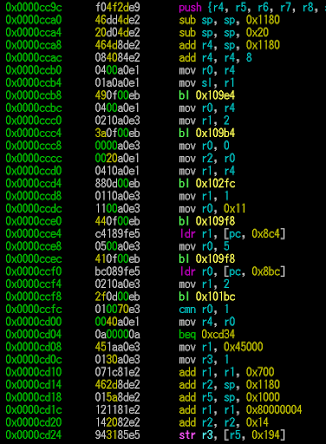 0x0000cc9c f04f2de9 push {r4, r5, r6, r7, r8, s
0x0000cca0 46dd4de2 sub sp, sp, 0x1180
0x0000cca4 20d04de2 sub sp, sp, 0x20
0x0000cca8 464d8de2 add r4, sp, 0x1180
0x0000ccac 084084e2 add r4, r4, 8
0x0000ccb0 0400a0e1 mov r0, r4
0x0000ccb4 01a0a0e1 mov sl, r1
0x0000ccb8 490f00eb bl 0x109e4
0x0000ccbc 0400a0e1 mov r0, r4
0x0000ccc0 0210a0e3 mov r1, 2
0x0000ccc4 3a0f00eb bl 0x109b4
0x0000ccc8 0000a0e3 mov r0, 0
0x0000cccc 0020a0e1 mov r2, r0
0x0000ccd0 0410a0e1 mov r1, r4
0x0000ccd4 880d00eb bl 0x102fc
0x0000ccd8 0110a0e3 mov r1, 1
0x0000ccdc 1100a0e3 mov r0, 0x11
0x0000cce0 440f00eb bl 0x109f8
0x0000cce4 c4189fe5 ldr r1, [pc, 0x8c4]
0x0000cce8 0500a0e3 mov r0, 5
0x0000ccec 410f00eb bl 0x109f8
0x0000ccf0 bc089fe5 ldr r0, [pc, 0x8bc]
0x0000ccf4 0210a0e3 mov r1, 2
0x0000ccf8 2f0d00eb bl 0x101bc
0x0000ccfc 010070e3 cmn r0, 1
0x0000cd00 0040a0e1 mov r4, r0
0x0000cd04 0a00000a beq 0xcd34
0x0000cd08 451aa0e3 mov r1, 0x45000
0x0000cd0c 0130a0e3 mov r3, 1
0x0000cd10 071c81e2 add r1, r1, 0x700
0x0000cd14 462d8de2 add r2, sp, 0x1180
0x0000cd18 015a8de2 add r5, sp, 0x1000
0x0000cd1c 121181e2 add r1, r1, 0x80000004
0x0000cd20 142082e2 add r2, r2, 0x14
0x0000cd24 943185e5 str r3, [r5, 0x194]